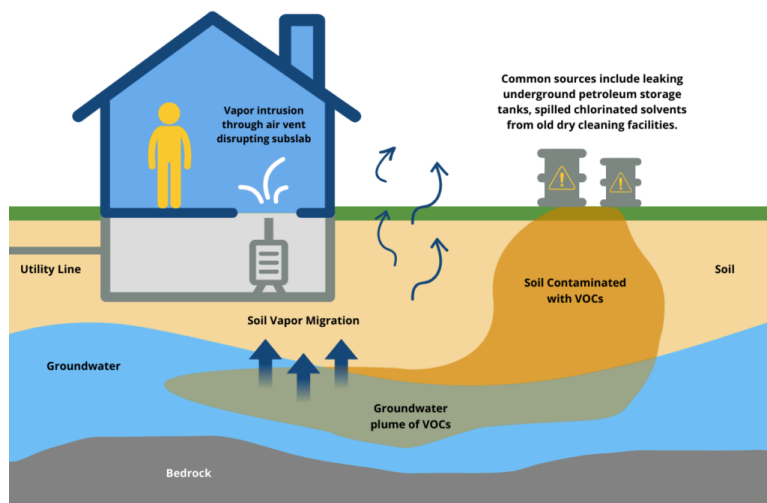 Common sources include leaking
underground petroleum storage
tanks, spilled chlorinated solvents
from old dry cleaning facilities.
Vapor intrusion
through air vent
disrupting subslab
Utility Line
Soil Contaminated
with VOCs
Soil
Soil Vapor Migration
Groundwater
Groundwater
plume of VOCs
Bedrock